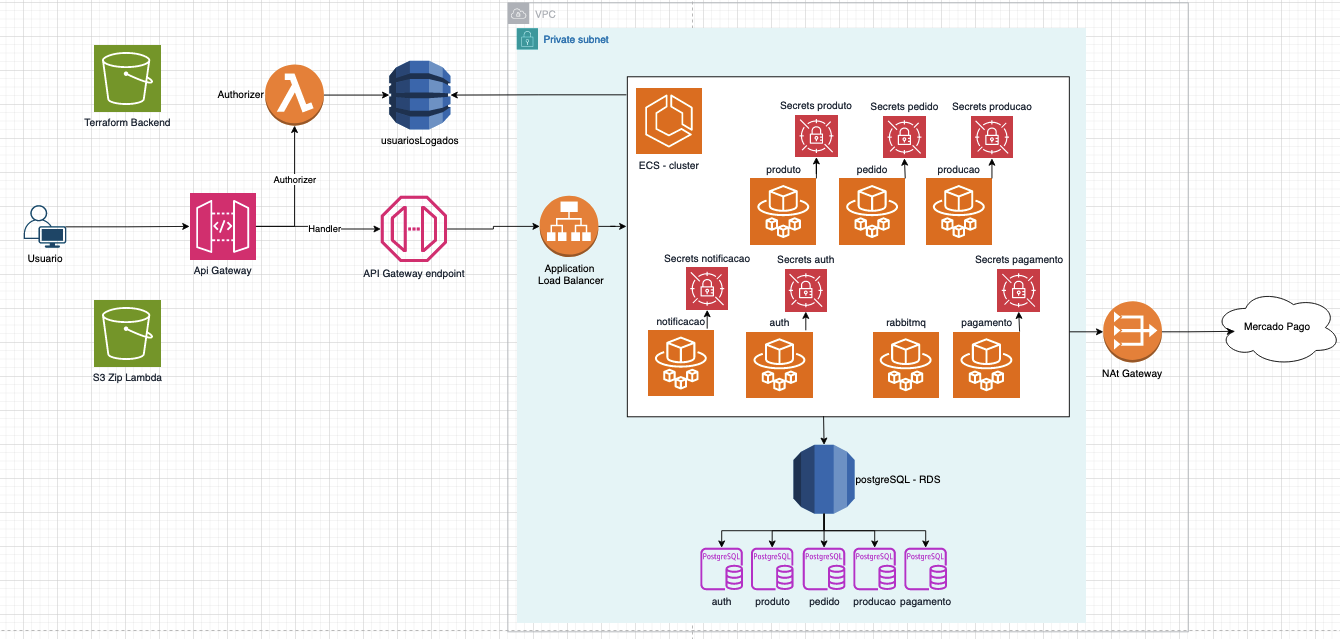 VPC
Private subnet
Terraform Backend
Authorizer
usuariosLogados
Authorizer
Usuario
Api Gateway
Handler
API Gateway endpoint
S3 Zip Lambda
Application
Load Balancer
ECS - cluster
Secrets produto
Secrets pedido
Secrets producao
produto
pedido
producao
Secrets notificacao
Secrets auth
Secrets pagamento
notificacao
auth
rabbitmq
pagamento
NAt Gateway
Mercado Pago
postgreSQL - RDS
PostgreSQL
PostgreSQL
PostgreSQL
PostgreSQL
PostgreSQL
auth
produto
pedido
producao
pagamento